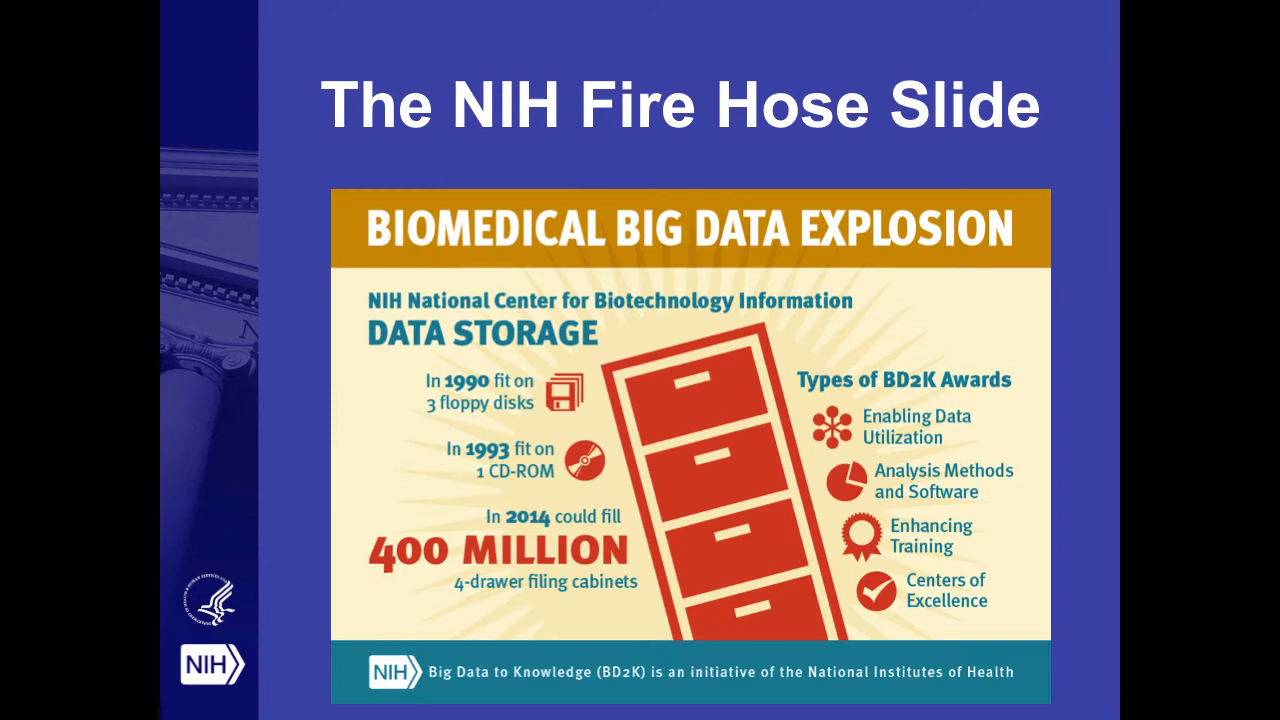 The NIH Fire Hose Slide
BIOMEDICAL BIG DATA EXPLOSION
NIH National Center for Biotechnology Information
DATA STORAGE
In 1990 fit on
3 floppy disks
In 1993 fit on
1 CD-ROM
In 2014 could fill
400 MILLION
4-drawer filing cabinets
Types of BD2K Awards
Enabling Data
Utilization
Analysis Methods
and Software
Enhancing
Training
Centers of
Excellence
NIH
NIH Big Data to Knowledge (BD2K) is an initiative of the National Institutes of Health